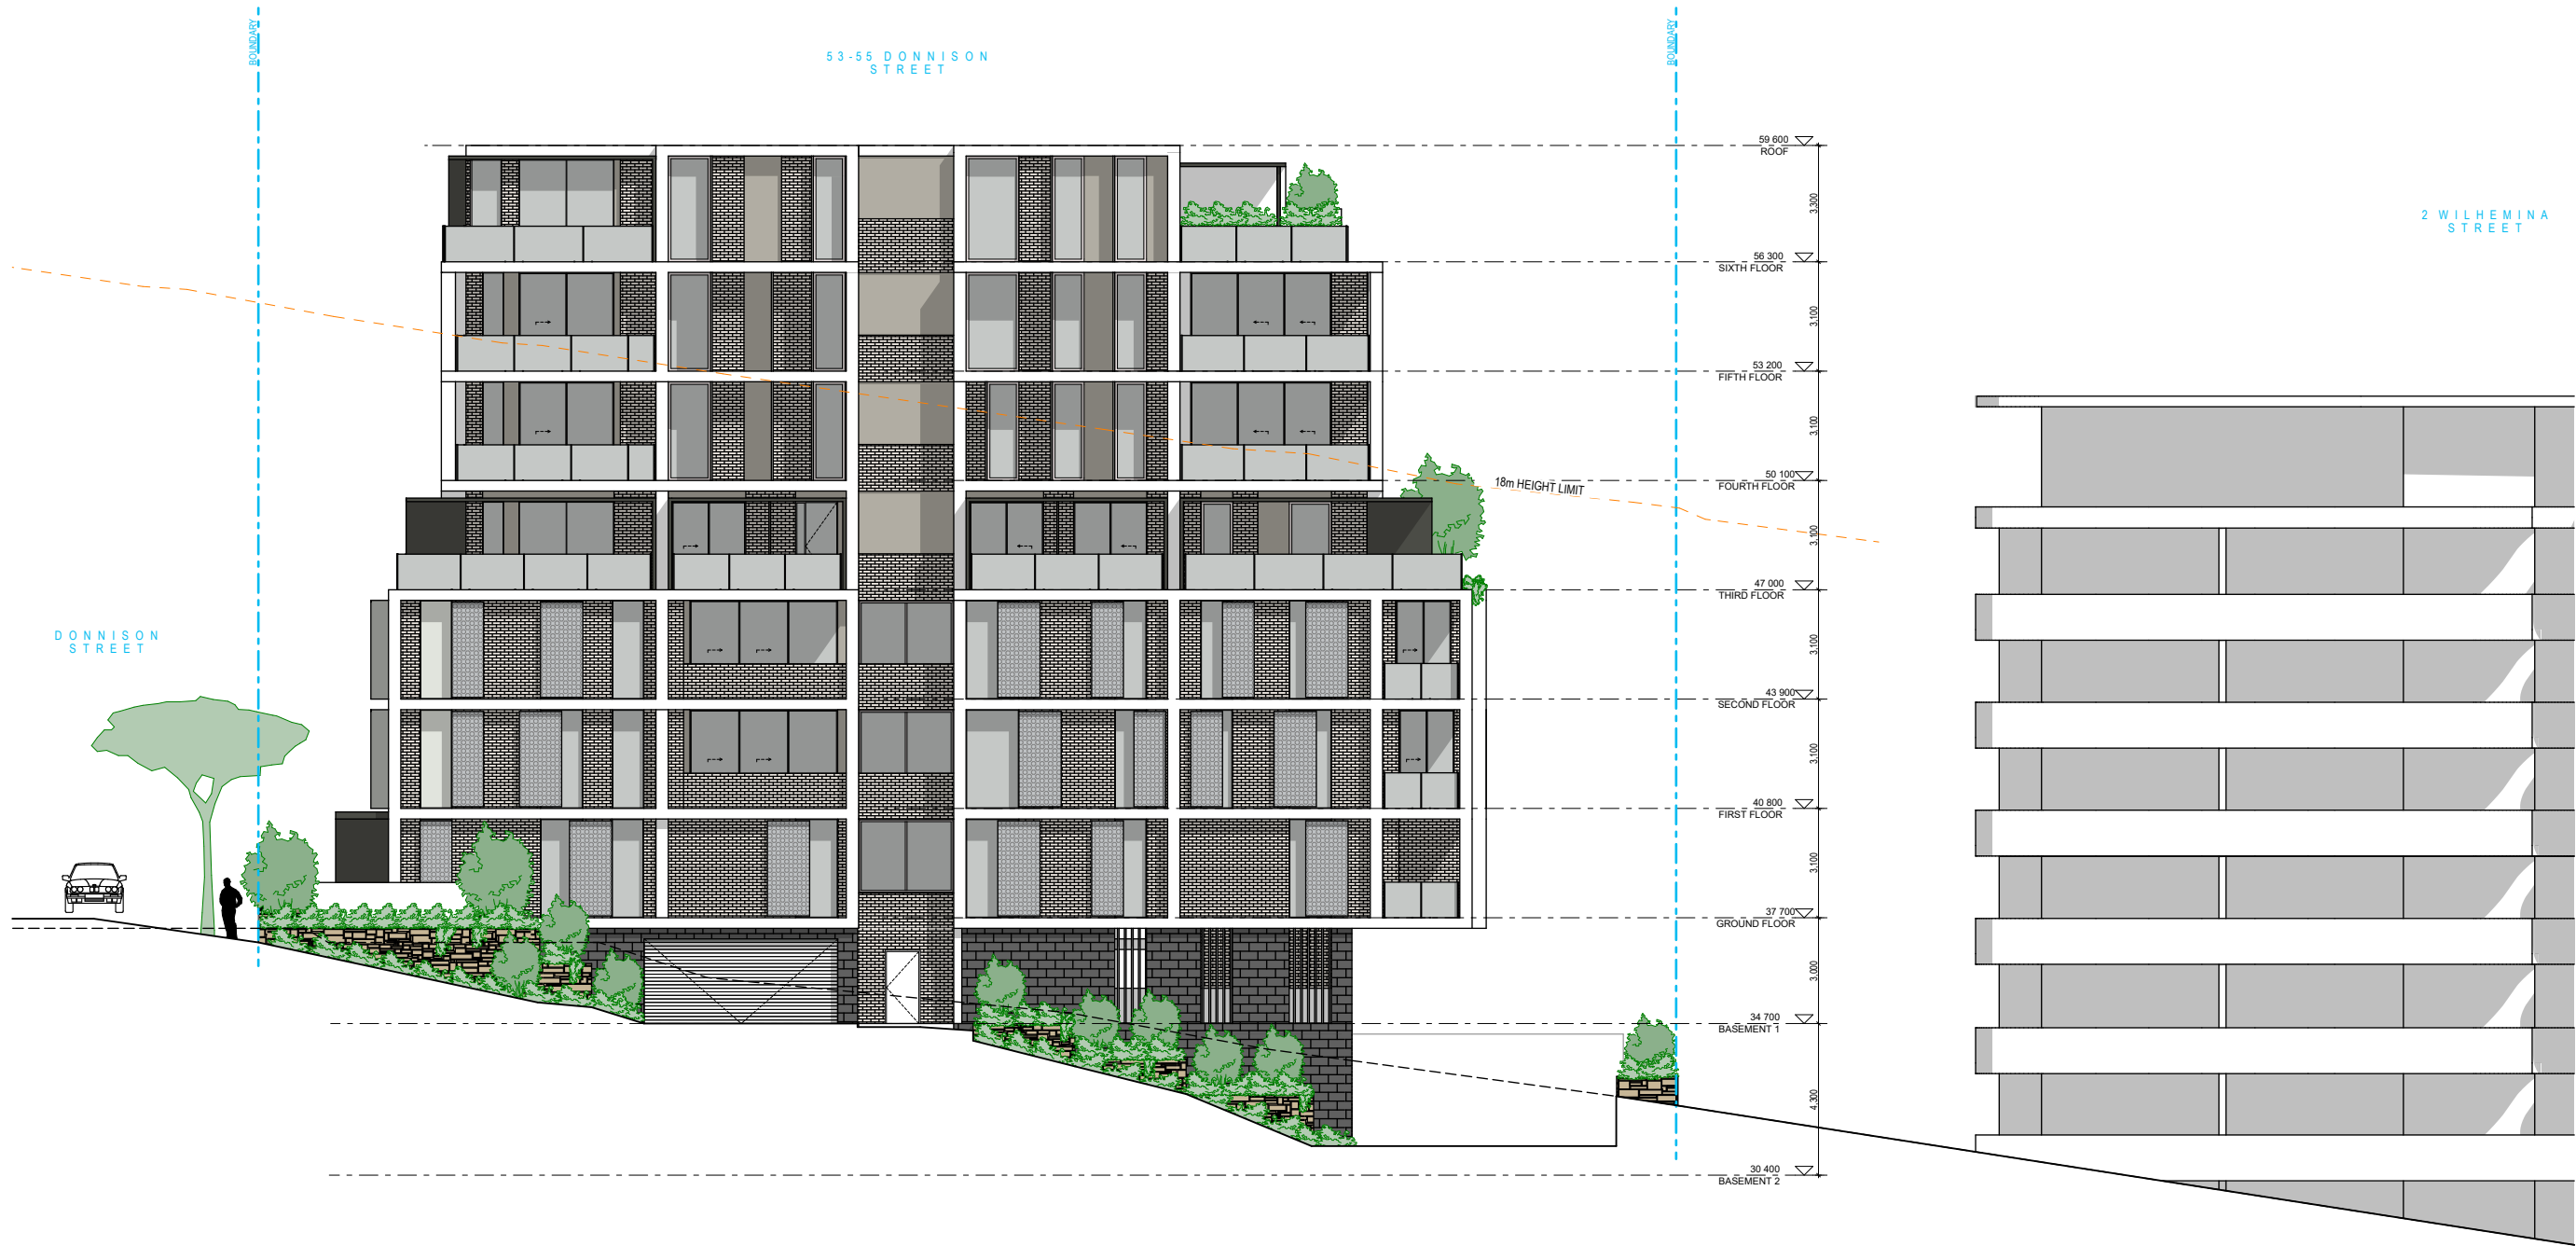 BOUNDARY
53-55 DONNISON
STREET
BOUNDARY
59 600
ROOF
3,300
2 WILHEMINA
STREET
56 300
SIXTH FLOOR
3,100
53 200
FIFTH FLOOR
3,100
50 100
FOURTH FLOOR
18m HEIGHT LIMIT
3,100
47 000
THIRD FLOOR
DONNISON
STREET
3,100
43 900
SECOND FLOOR
3,100
40 800
FIRST FLOOR
3,100
37 700
GROUND FLOOR
3,000
34 700
BASEMENT 1
4,300
30 400
BASEMENT 2